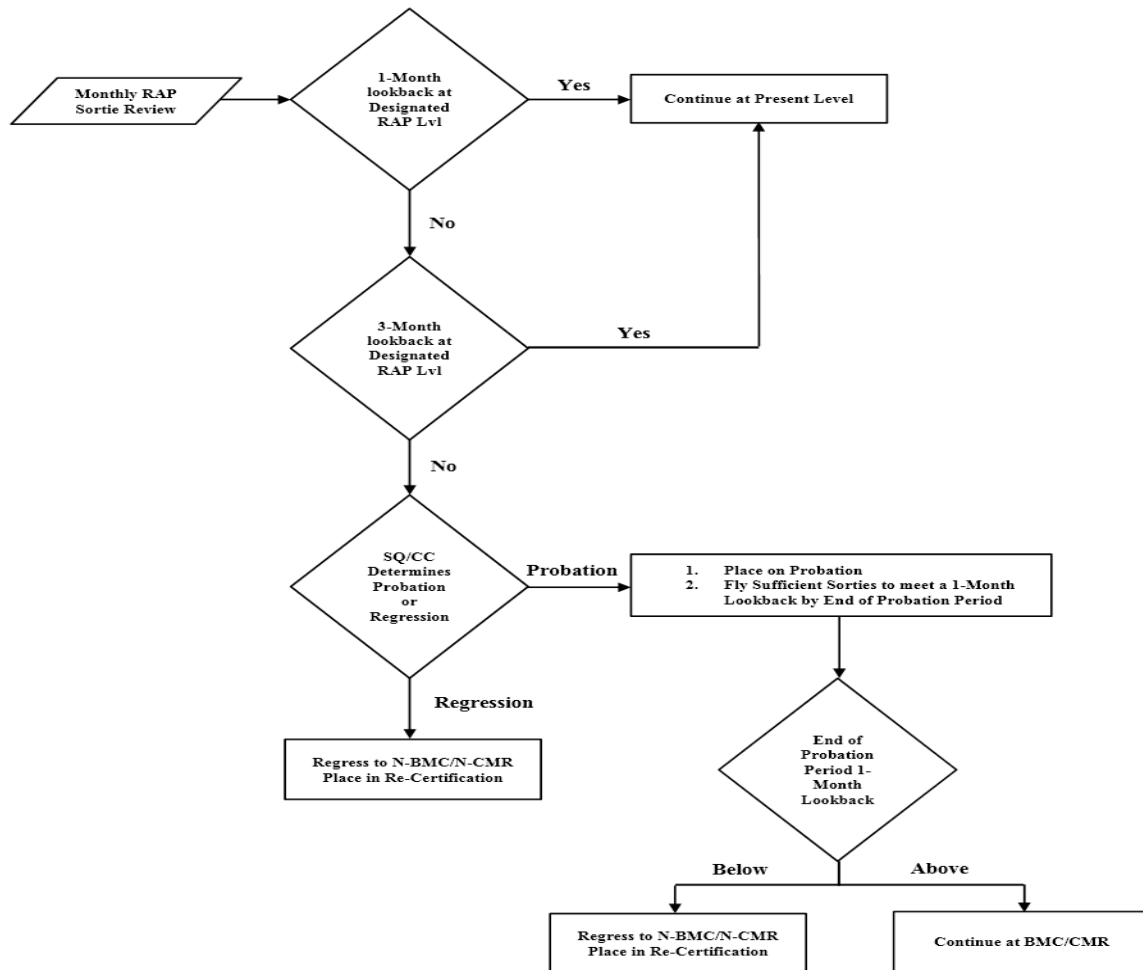 Monthly RAP
Sortie Review
1-Month
lookback at
Designated
RAP Lvl
Yes
Continue at Present Level
No
3-Month
lookback at
Designated
RAP Lvl
Yes
No
SQ/CC
Determines
Probation
or
Regression
Probation
1. Place on Probation
2. Fly Sufficient Sorties to meet a 1-Month
Lookback by End of Probation Period
Regression
Regress to N-BMC/N-CMR
Place in Re-Certification
End of
Probation
Period 1-
Month
Lookback
Below
Above
Regress to N-BMC/N-CMR
Place in Re-Certification
Continue at BMC/CMR